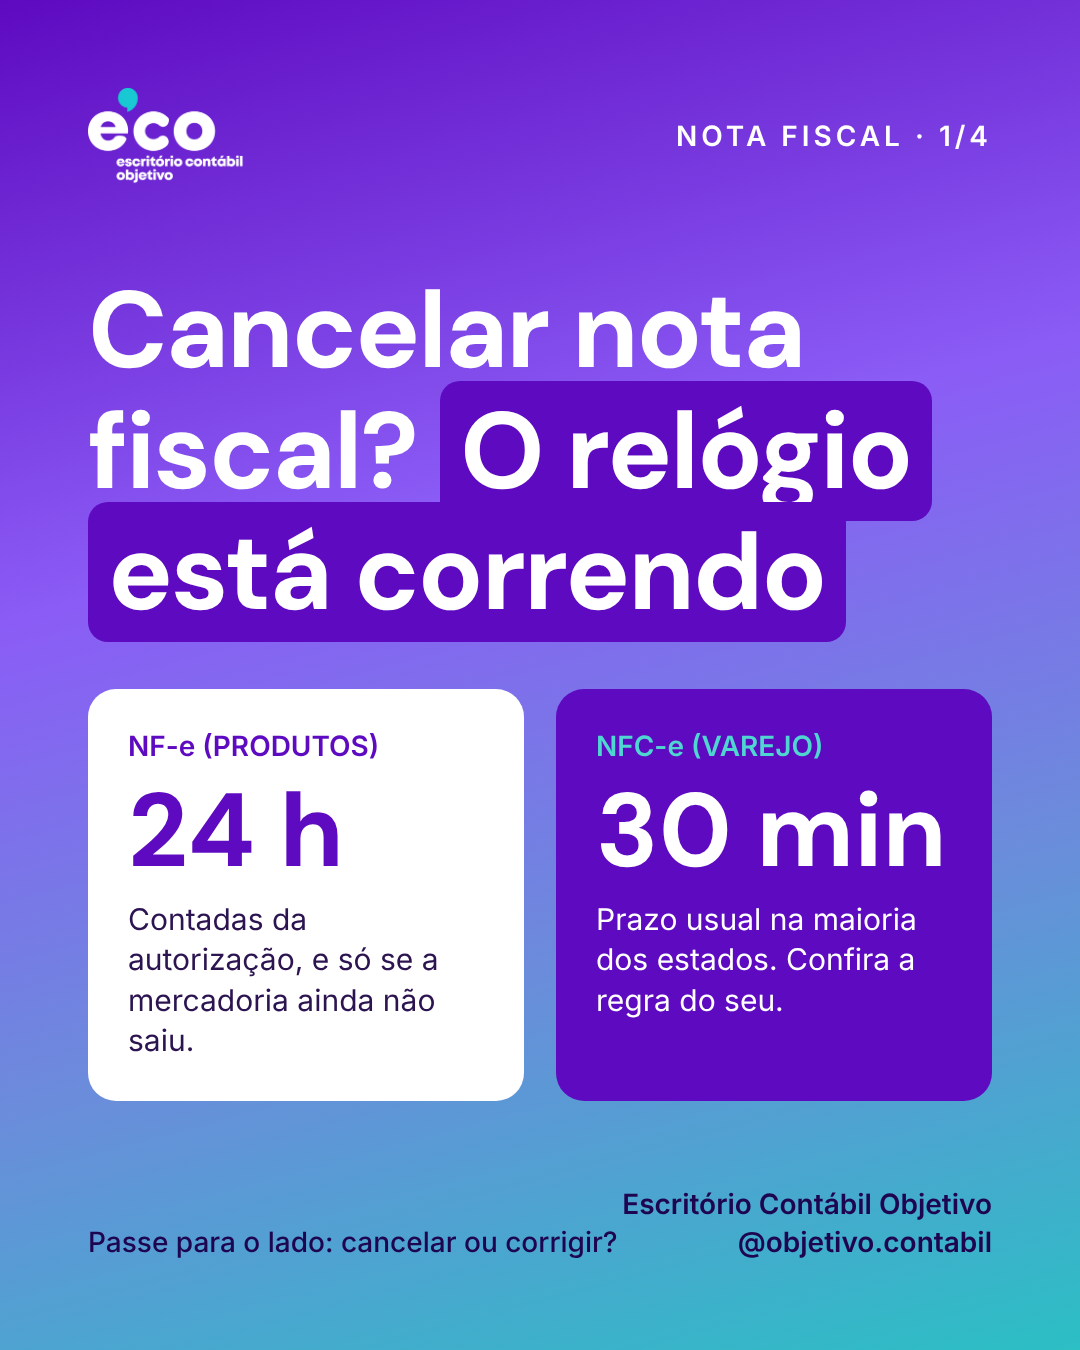 eco
escritório contábil
objetivo
NOTA FISCAL · 1/4
Cancelar nota
fiscal? O relógio
está correndo
NF-e (PRODUTOS)
24 h
Contadas da
autorização, e só se a
mercadoria ainda não
saiu.
NFC-e (VAREJO)
30 min
Prazo usual na maioria
dos estados. Confira a
regra do seu.
Passe para o lado: cancelar ou corrigir?
Escritório Contábil Objetivo
@objetivo.contabil